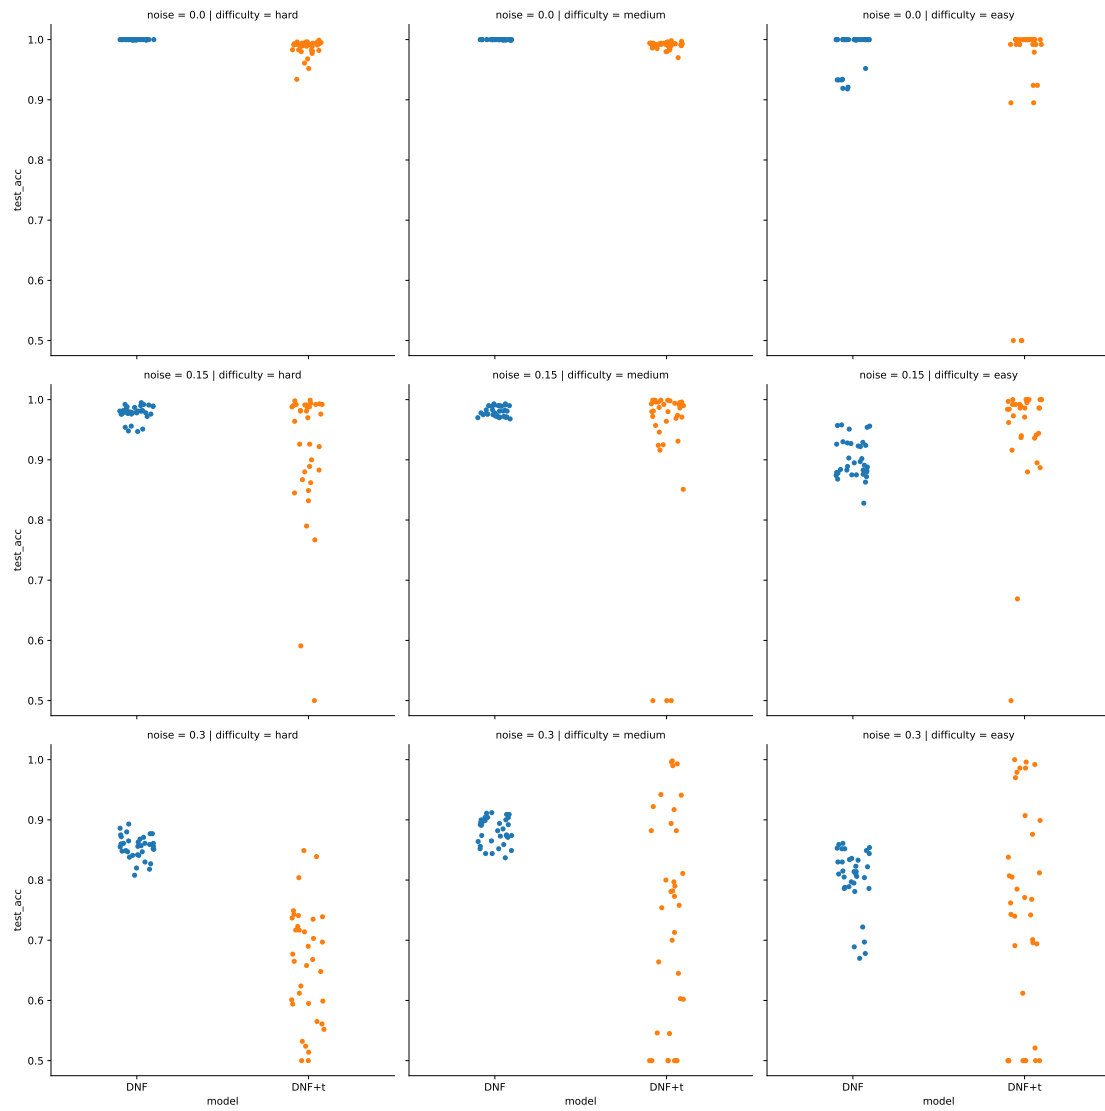 noise = 0.0 | difficulty = hard
noise = 0.0 | difficulty = medium
noise = 0.0 | difficulty = easy
1.0
0.9
0.8
0.7
0.6
0.5
test_acc
noise = 0.15 | difficulty = hard
noise = 0.15 | difficulty = medium
noise = 0.15 | difficulty = easy
1.0
0.9
0.8
0.7
0.6
0.5
test_acc
noise = 0.3 | difficulty = hard
noise = 0.3 | difficulty = medium
noise = 0.3 | difficulty = easy
1.0
0.9
0.8
0.7
0.6
0.5
test_acc
DNF DNF+t
model
DNF DNF+t
model
DNF DNF+t
model